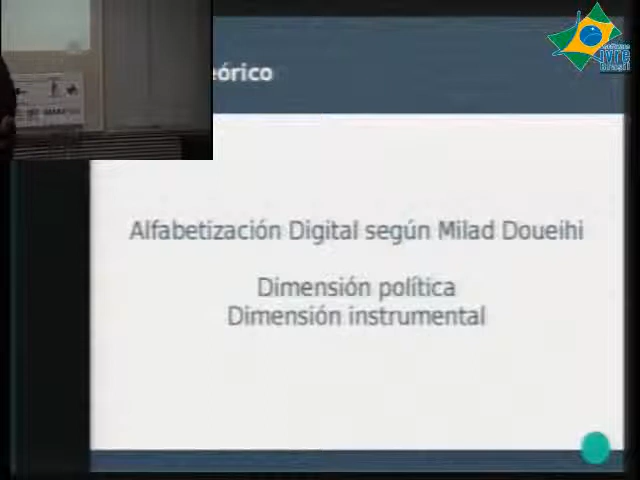 eórico
Alfabetización Digital según Milad Doueihi
Dimensión política
Dimensión instrumental